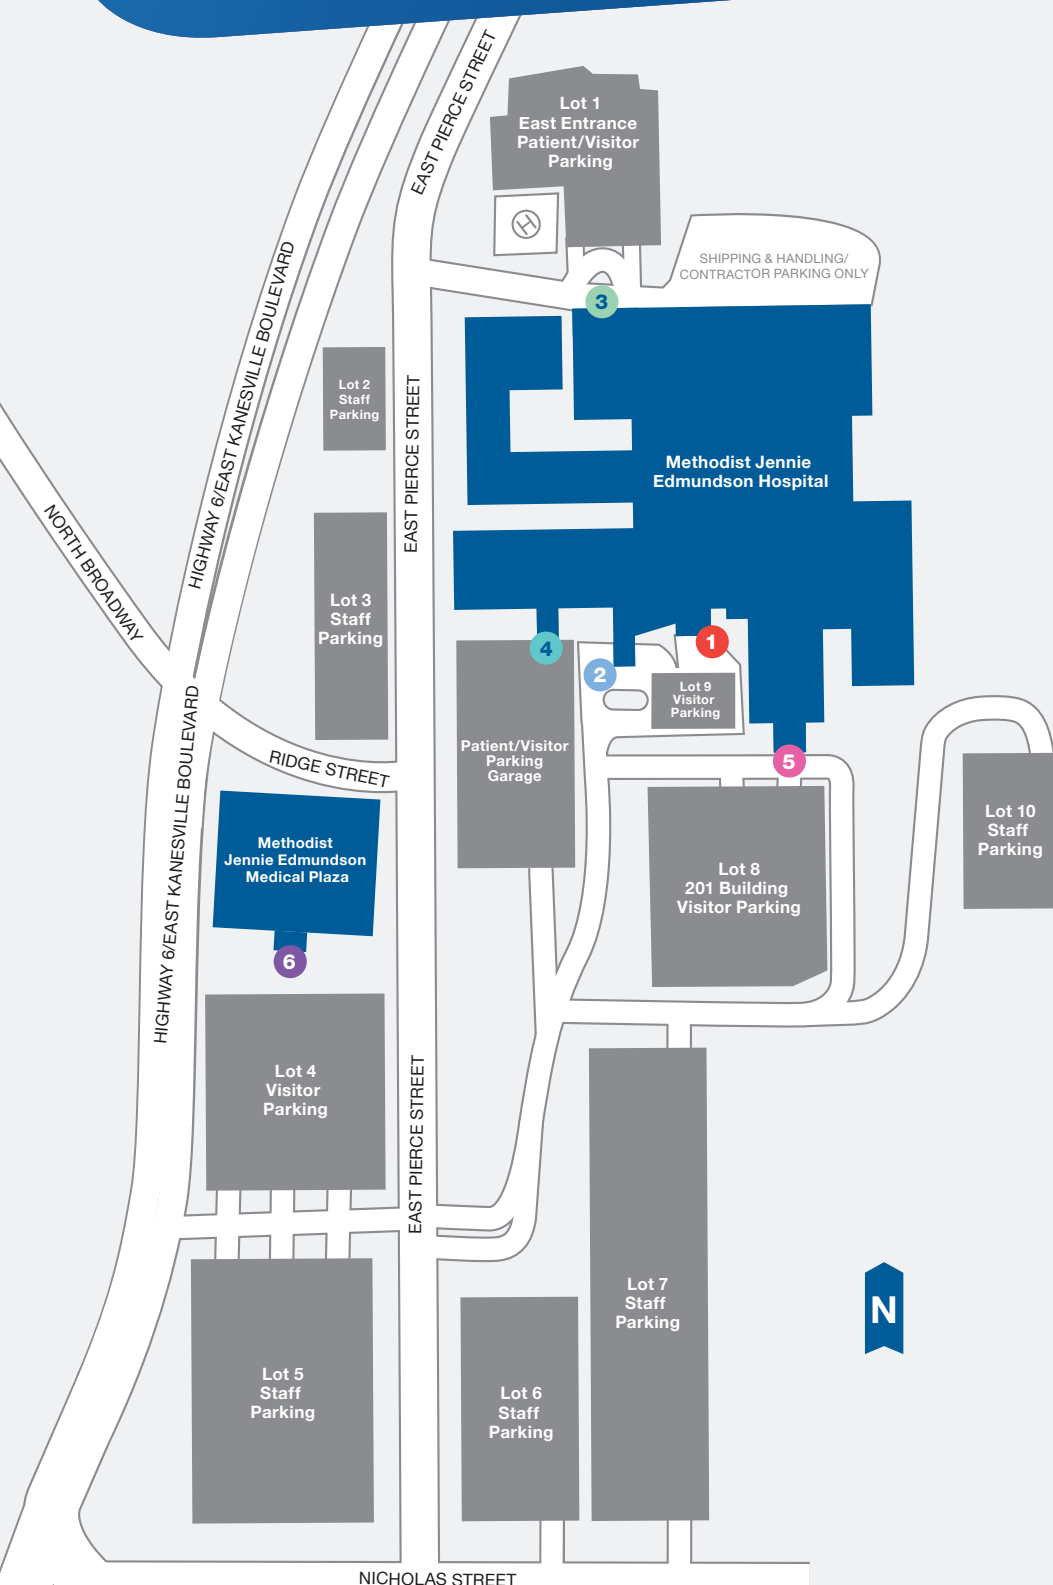 EAST PIERCE STREET
Lot 1
East Entrance
Patient/Visitor
Parking
H
SHIPPING & HANDLING/
CONTRACTOR PARKING ONLY
3
HIGHWAY 6/EAST KANESVILLE BOULEVARD
Lot 2
Staff
Parking
EAST PIERCE STREET
Methodist Jennie
Edmundson Hospital
NORTH BROADWAY
Lot 3
Staff
Parking
4
2
1
Lot 9
Visitor
Parking
Patient/Visitor
Parking
Garage
5
RIDGE STREET
HIGHWAY 6/EAST KANESVILLE BOULEVARD
Methodist
Jennie Edmundson
Medical Plaza
6
Lot 8
201 Building
Visitor Parking
Lot 10
Staff
Parking
Lot 4
Visitor
Parking
EAST PIERCE STREET
Lot 7
Staff
Parking
N
Lot 5
Staff
Parking
Lot 6
Staff
Parking
NICHOLAS STREET